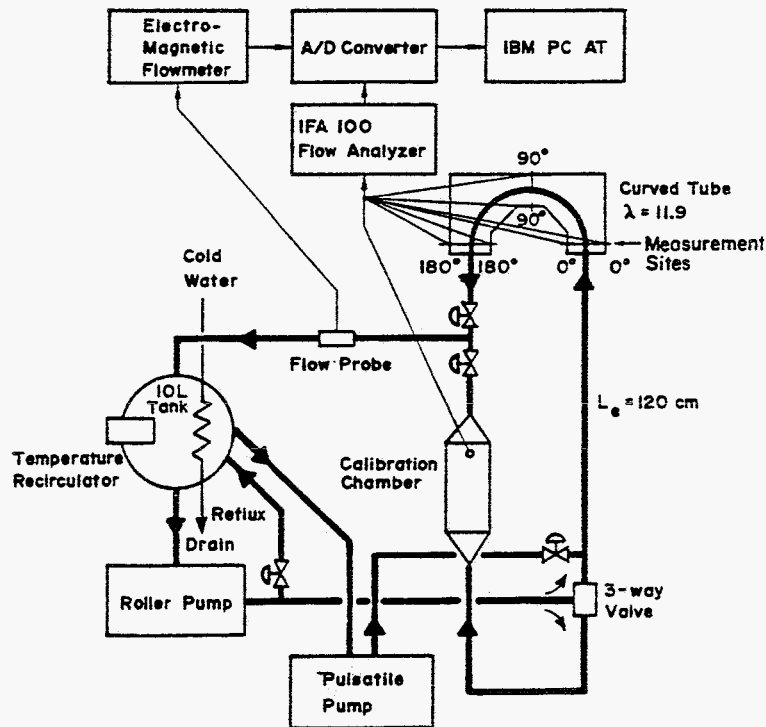 Electro-
Magnetic
Flowmeter
A/D Converter
IBM PC AT
IFA 100
Flow Analyzer
90°
Curved Tube
λ = 11.9
90°
Measurement
Sites
180°
180°
0°
0°
Cold
Water
Flow Probe
10L
Tank
Lₑ = 120 cm
Temperature
Recirculator
Calibration
Chamber
Reflux
Drain
Roller Pump
3-way
Valve
Pulsatile
Pump